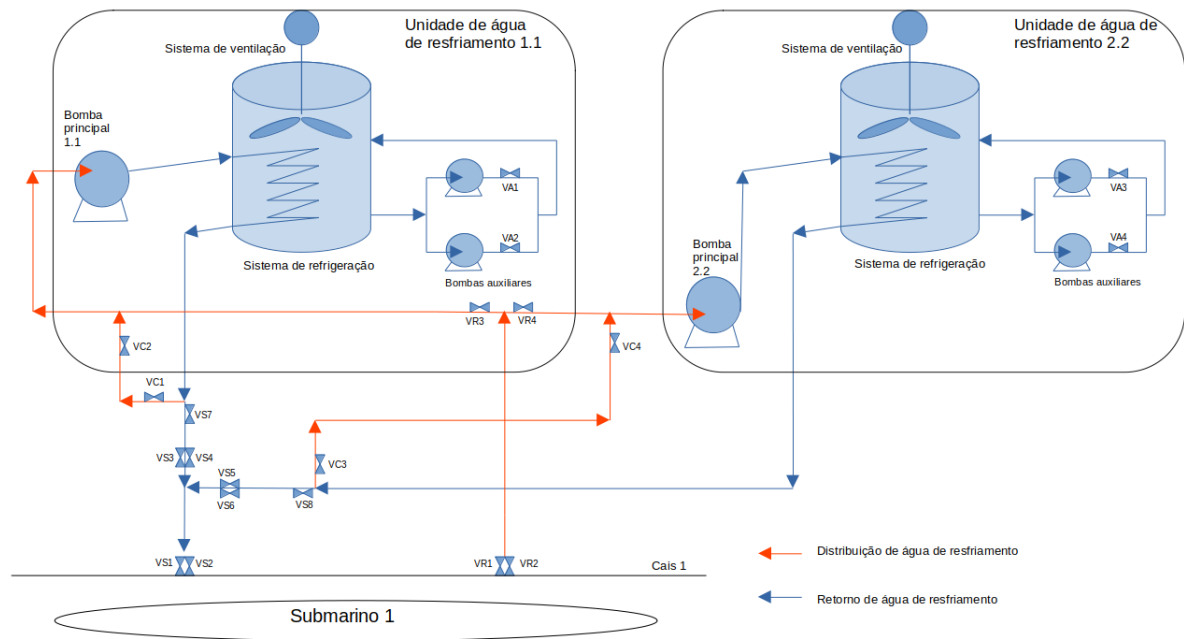 Unidade de água
de resfriamento 1.1
Sistema de ventilação
Bomba
principal
1.1
VA1
VA2
Sistema de refrigeração
Bombas auxiliares
Unidade de água de
resfriamento 2.2
Sistema de ventilação
VA3
VA4
Bomba
principal
2.2
Sistema de refrigeração
Bombas auxiliares
VR3
VR4
VC2
VC4
VC1
VS7
VS3
VS4
VC3
VS5
VS6
VS8
VS1
VS2
VR1
VR2
Cais 1
Distribuição de água de resfriamento
Retorno de água de resfriamento
Submarino 1